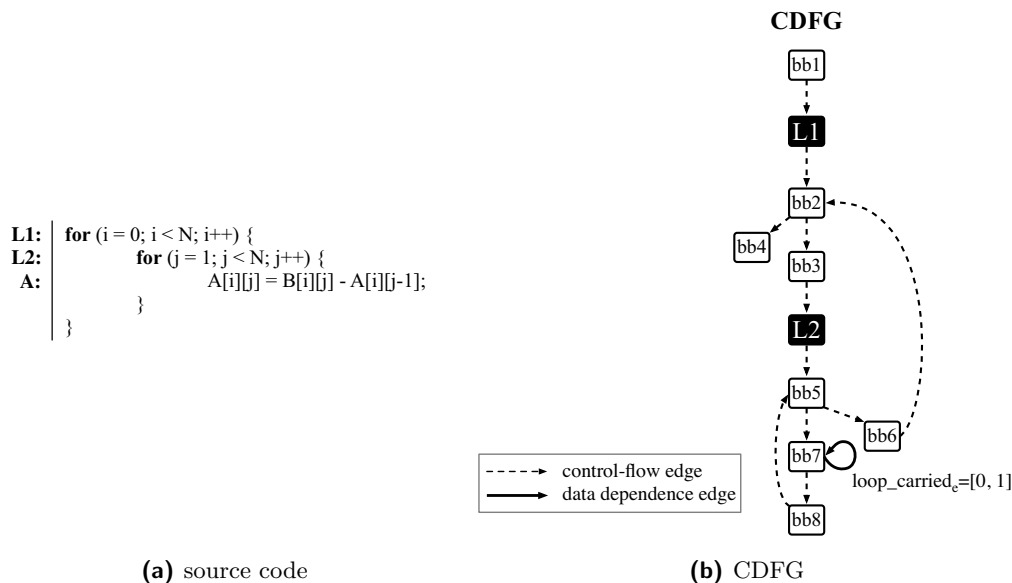 CDFG
bb1
L1
bb2
bb4
bb3
L2
bb5
bb6
bb7
loop_carried_e=[0, 1]
bb8
L1: for (i = 0; i < N; i++) {
L2: for (j = 1; j < N; j++) {
A: A[i][j] = B[i][j] - A[i][j-1];
}
}
control-flow edge
data dependence edge
(a) source code
(b) CDFG